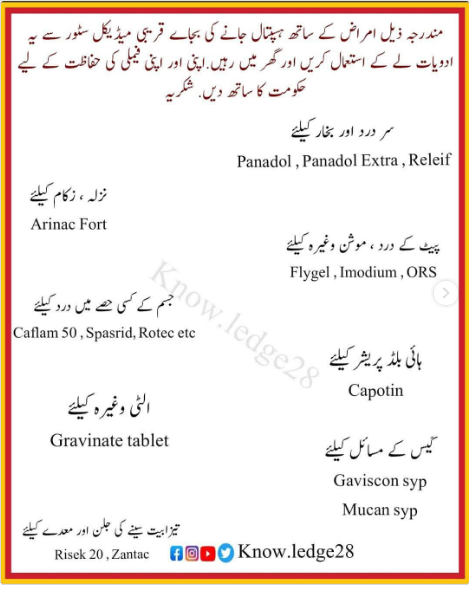 مندرجہ ذیل امراض کے ساتھ ہسپتال جانے کی بجائے قریبی میڈیکل سٹور سے یہ
ادویات لے کے استعمال کریں اور گھر میں رہیں.اپنی اور اپنی فیملی کی حفاظت کے لیے
حکومت کا ساتھ دیں. شکریہ
سر درد اور بخار کیلئے
Panadol , Panadol Extra , Releif
نزلہ ، زکام کیلئے
Arinac Fort
پیٹ کے درد ، موشن وغیرہ کیلئے
Flygel , Imodium , ORS
جسم کے کسی حصے میں درد کیلئے
Caflam 50 , Spasrid, Rotec etc
ہائی بلڈ پریشر کیلئے
Capotin
الٹی وغیرہ کیلئے
Gravinate tablet
گیس کے مسائل کیلئے
Gaviscon syp
Mucan syp
تیزابیت سینے کی جلن اور معدے کیلئے
Risek 20 , Zantac
Know.ledge28
Know.ledge28